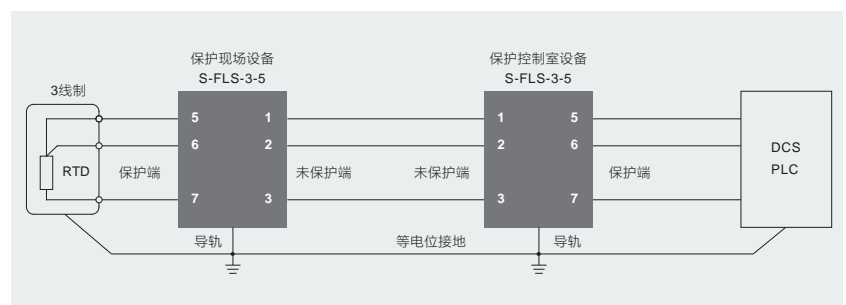 保护现场设备
S-FLS-3-5
保护控制室设备
S-FLS-3-5
3线制
5 1
1 5
6 2
2 6
DCS
PLC
RTD
保护端
未保护端
未保护端
保护端
7 3
3 7
导轨
等电位接地
导轨